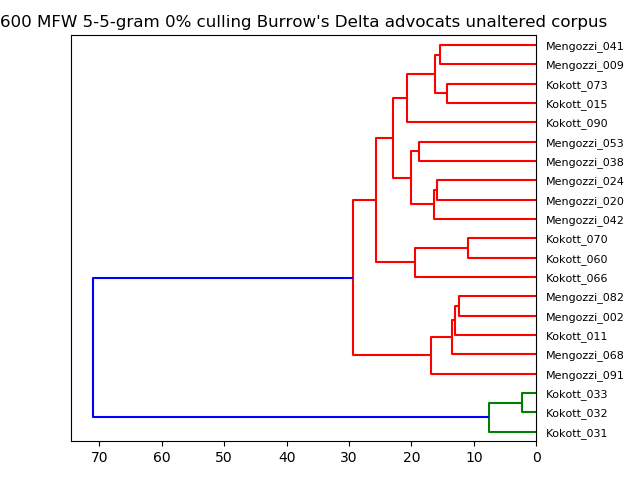 600 MFW 5-5-gram 0% culling Burrow's Delta advocats unaltered corpus
Mengozzi_041
Mengozzi_009
Kokott_073
Kokott_015
Kokott_090
Mengozzi_053
Mengozzi_038
Mengozzi_024
Mengozzi_020
Mengozzi_042
Kokott_070
Kokott_060
Kokott_066
Mengozzi_082
Mengozzi_002
Kokott_011
Mengozzi_068
Mengozzi_091
Kokott_033
Kokott_032
Kokott_031
70 60 50 40 30 20 10 0